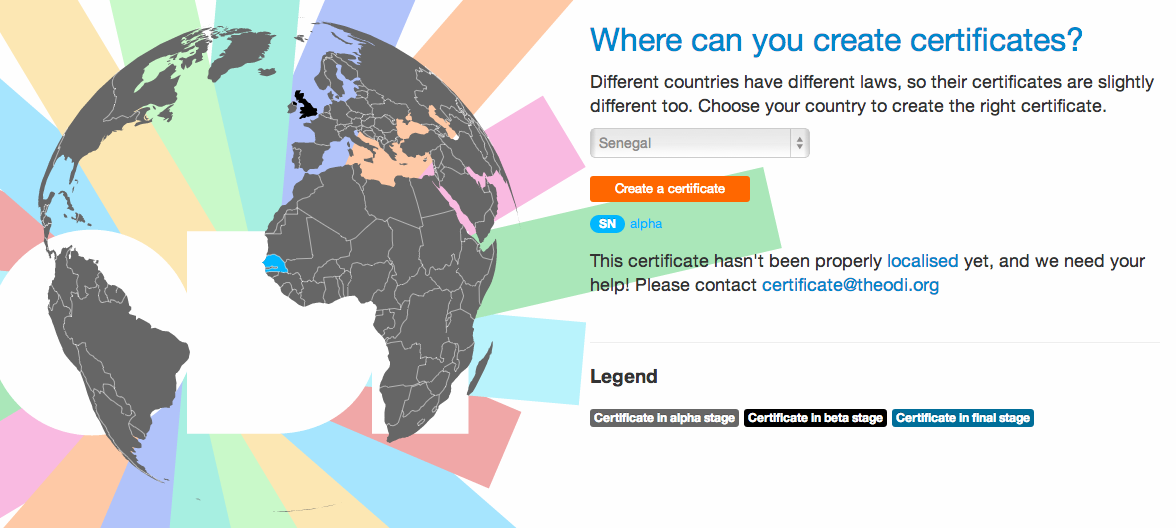 Where can you create certificates?
Different countries have different laws, so their certificates are slightly
different too. Choose your country to create the right certificate.
Senegal
Create a certificate
SN alpha
This certificate hasn't been properly localised yet, and we need your
help! Please contact certificate@theodi.org
Legend
Certificate in alpha stage Certificate in beta stage Certificate in final stage